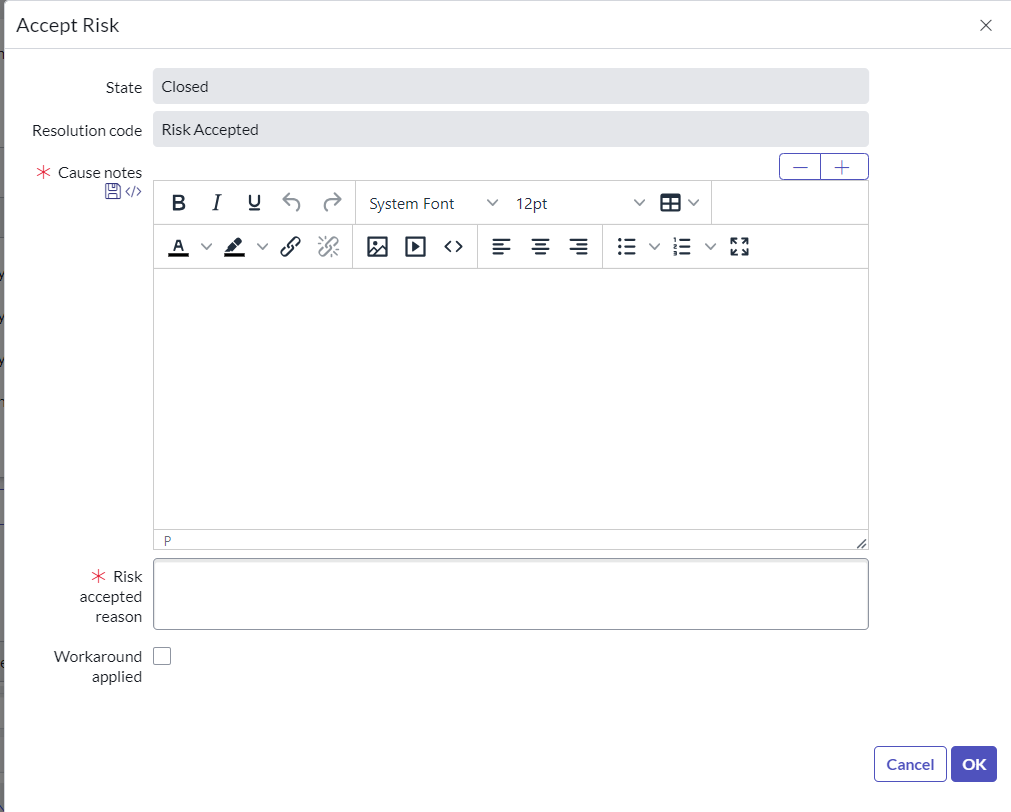 Accept Risk
State
Closed
Resolution code
Risk Accepted
Cause notes
B I U
System Font
12pt
A
P
Risk
accepted
reason
Workaround
applied
Cancel
OK